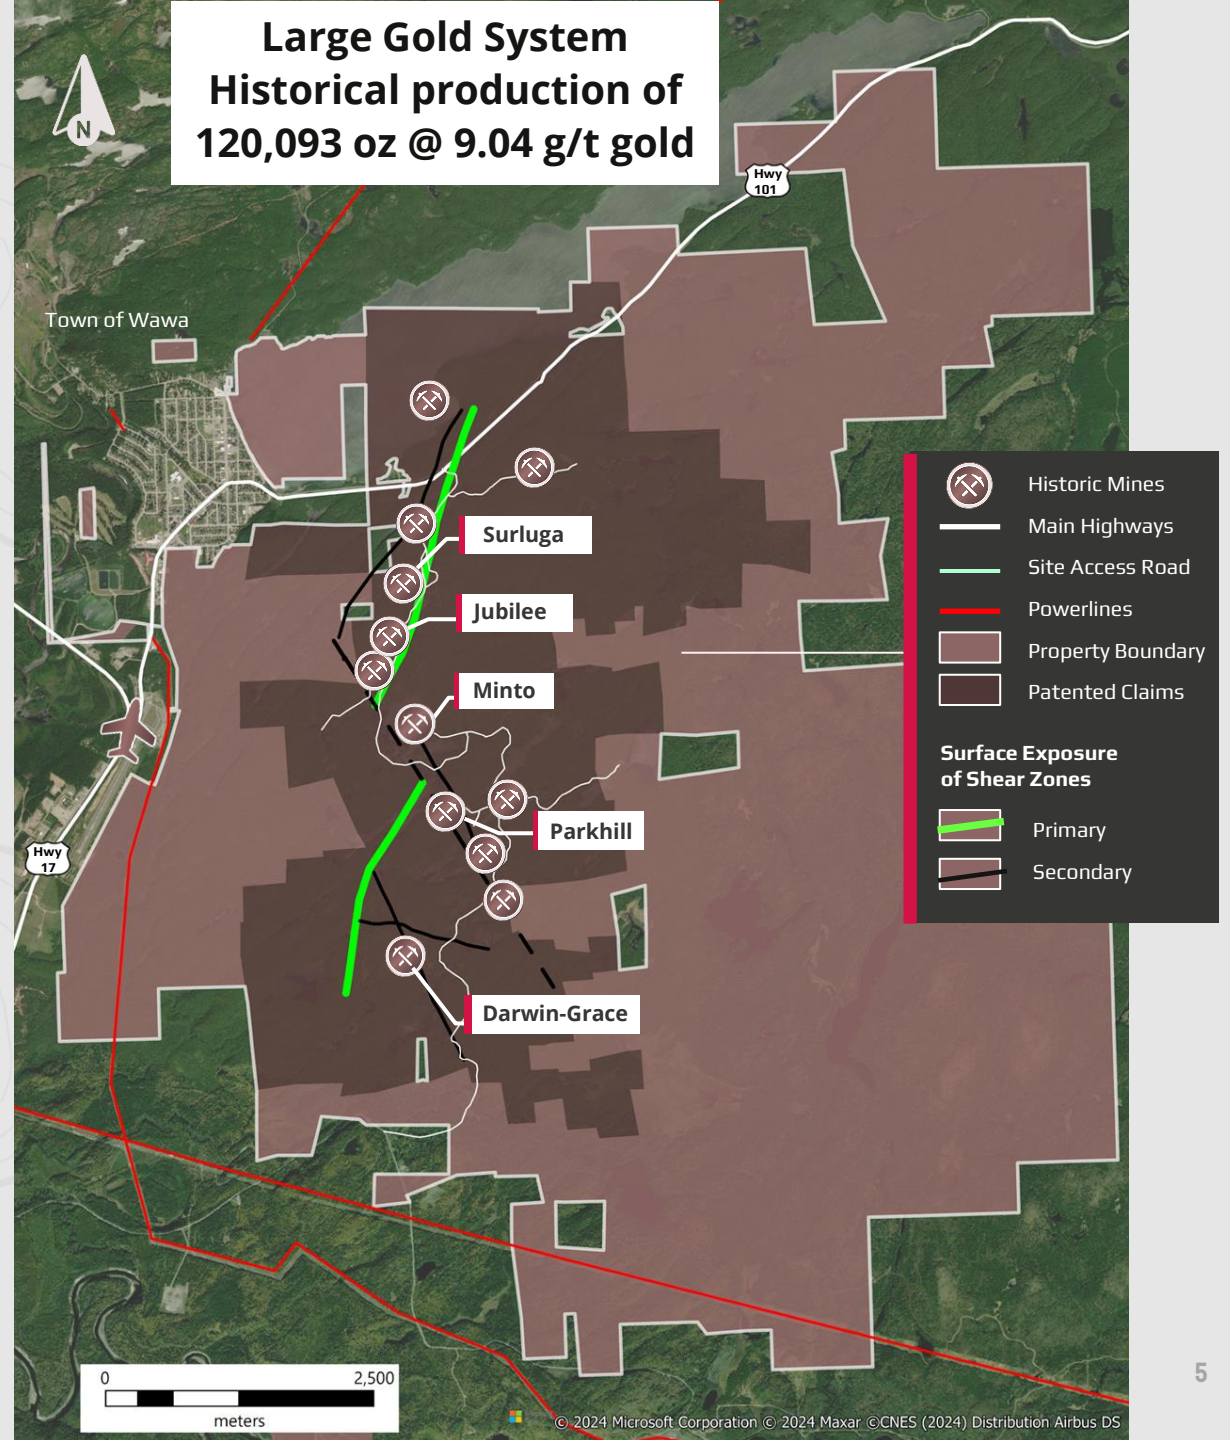 Large Gold System
Historical production of
120,093 oz @ 9.04 g/t gold
N
Hwy
101
Town of Wawa
Surluga
Jubilee
Minto
Parkhill
Darwin-Grace
Hwy
17
Historic Mines
Main Highways
Site Access Road
Powerlines
Property Boundary
Patented Claims
Surface Exposure
of Shear Zones
Primary
Secondary
0 2,500
meters
© 2024 Microsoft Corporation © 2024 Maxar ©CNES (2024) Distribution Airbus DS
5